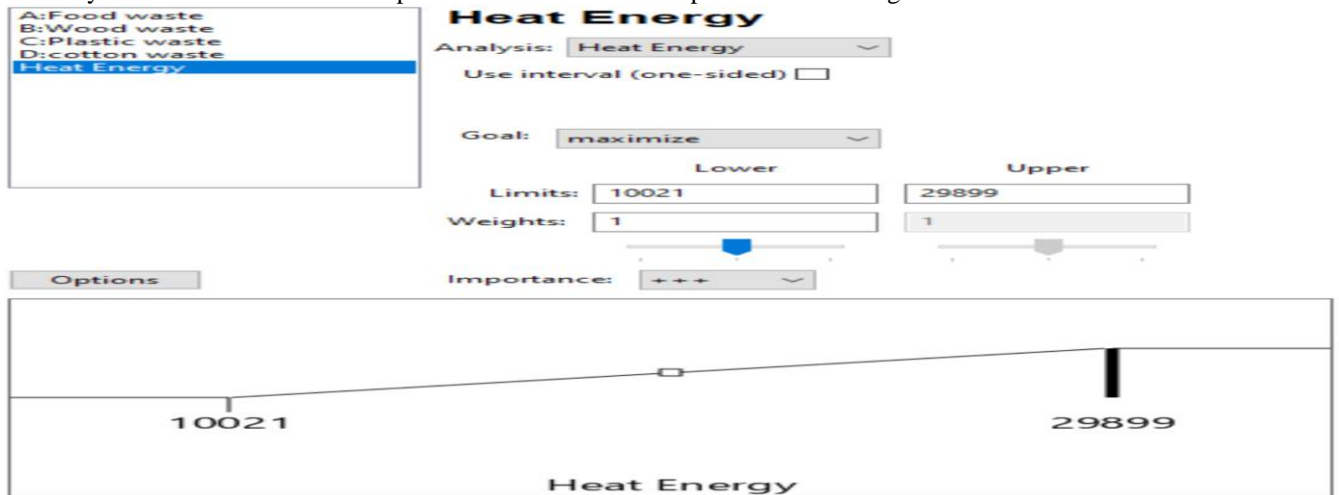 A:Food waste
B:Wood waste
C:Plastic waste
D:cotton waste
Heat Energy
Heat Energy
Analysis: Heat Energy
Use interval (one-sided)
Goal: maximize
Lower Upper
Limits: 10021 29899
Weights: 1 1
Options
Importance: +++
10021 29899
Heat Energy